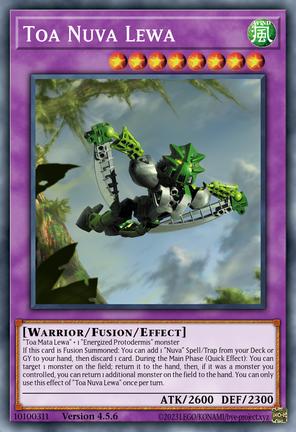 Toa Nuva Lewa
WIND
風
[Warrior/Fusion/Effect]
"Toa Mata Lewa" + 1 "Energized Protodermis" monster
If this card is Fusion Summoned: You can add 1 "Nuva" Spell/Trap from your Deck or
GY to your hand, then discard 1 card. During the Main Phase (Quick Effect): You can
target 1 monster on the field; return it to the hand, then, if it was a monster you
controlled, you can return 1 additional monster on the field to the hand. You can only
use this effect of "Toa Nuva Lewa" once per turn.
ATK/2600 DEF/2300
10100311 Version 4.5.6 ©2023LEGO/KONAMI/bye-project.xyz